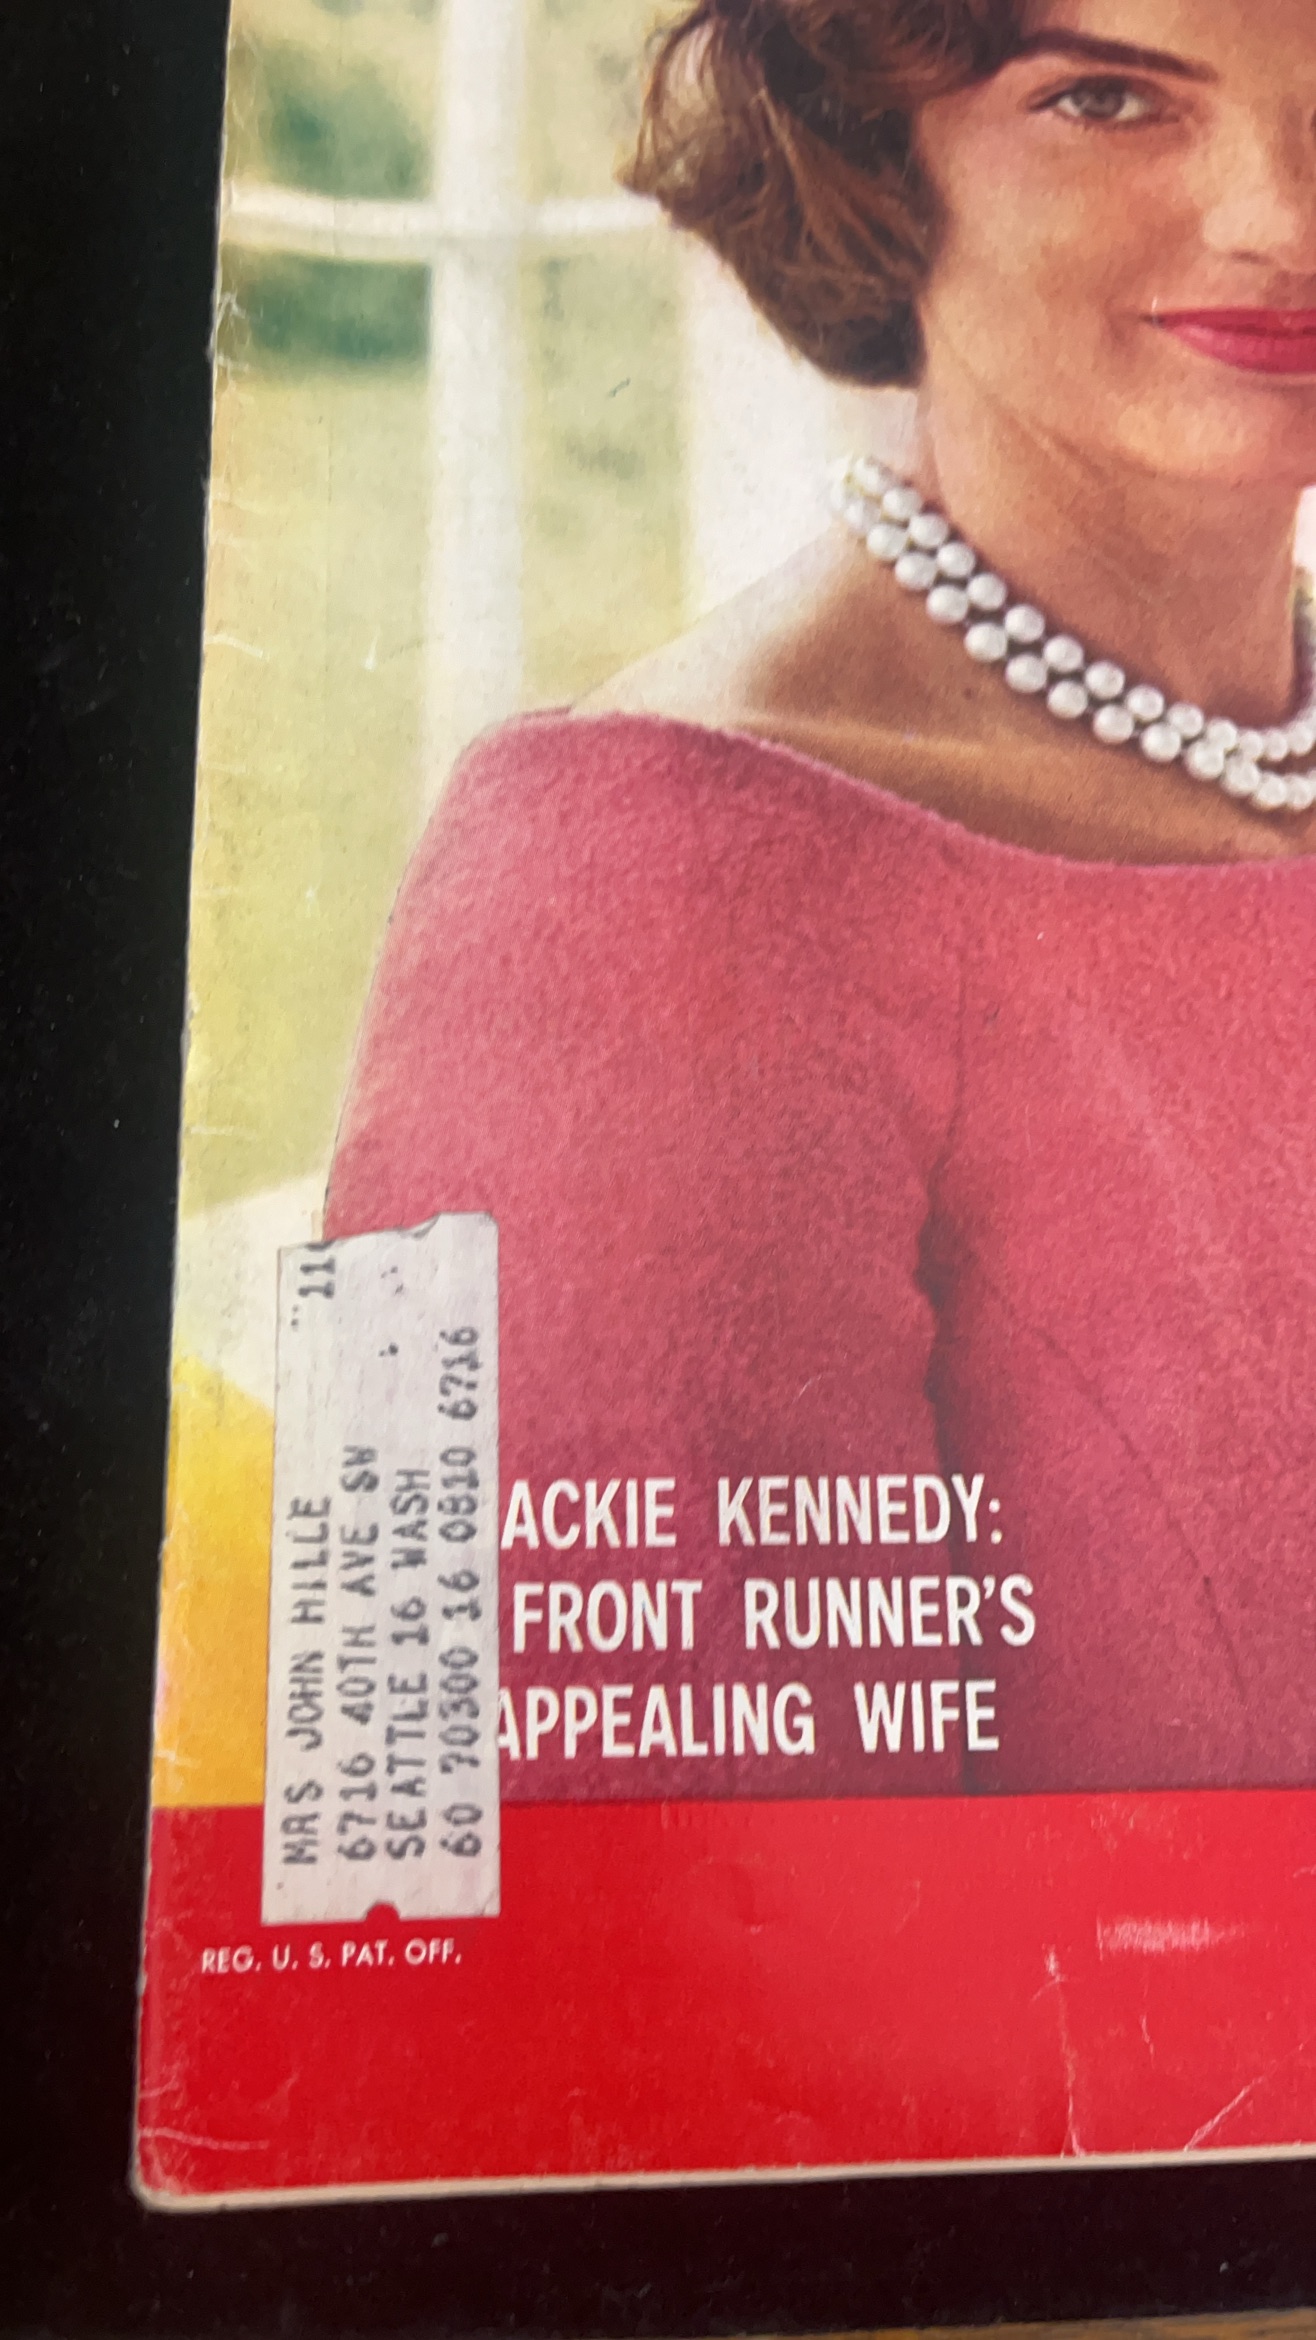 MRS JOHN HILLE
6716 40TH AVE SW
SEATTLE 16 WASH
60 70300 16 0810 6716
ACKIE KENNEDY:
FRONT RUNNER'S
APPEALING WIFE
REG. U. S. PAT. OFF.